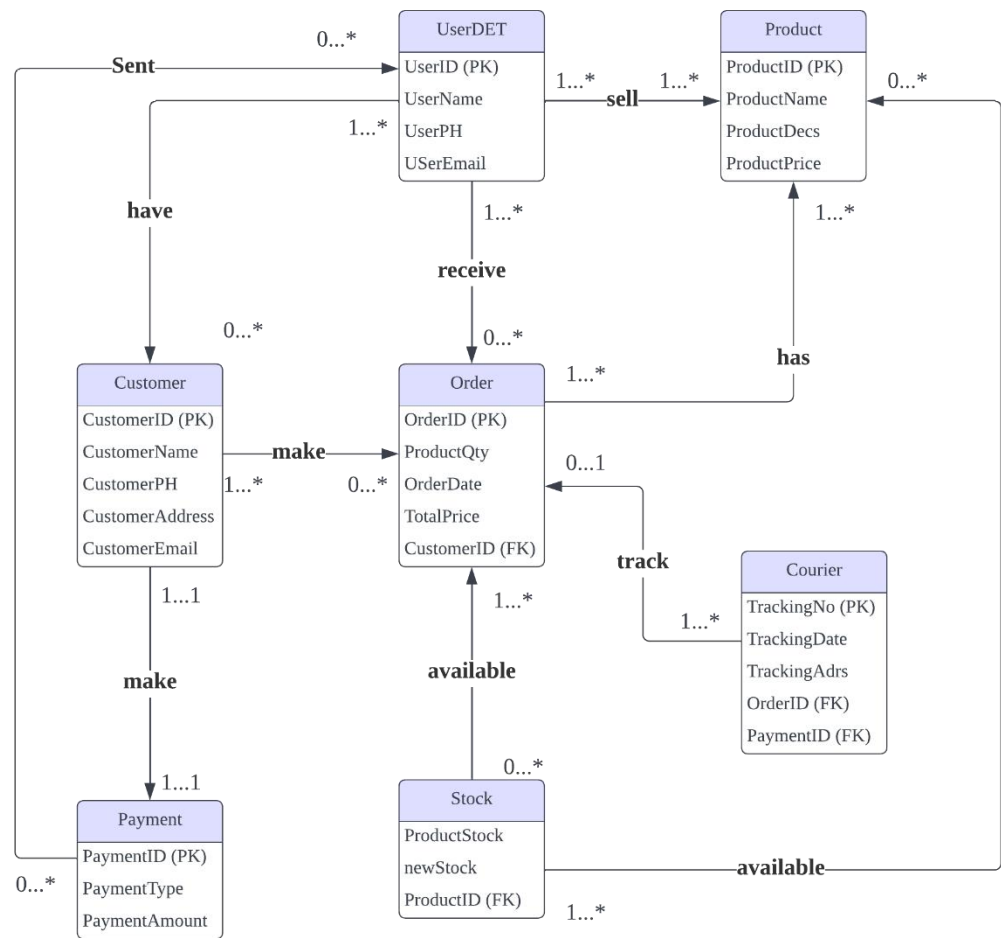 UserDET
UserID (PK)
UserName
UserPH
USerEmail
Product
ProductID (PK)
ProductName
ProductDecs
ProductPrice
0...*
Sent
1...*
sell
1...*
0...*
1...*
have
1...*
1...*
receive
has
0...*
0...*
1...*
Customer
CustomerID (PK)
CustomerName
CustomerPH
CustomerAddress
CustomerEmail
make
1...*
0...*
Order
OrderID (PK)
ProductQty
OrderDate
TotalPrice
CustomerID (FK)
0...1
track
1...*
Courier
TrackingNo (PK)
TrackingDate
TrackingAdrs
OrderID (FK)
PaymentID (FK)
1...1
make
1...1
1...*
available
0...*
Payment
PaymentID (PK)
PaymentType
PaymentAmount
0...*
Stock
ProductStock
newStock
ProductID (FK)
available
1...*